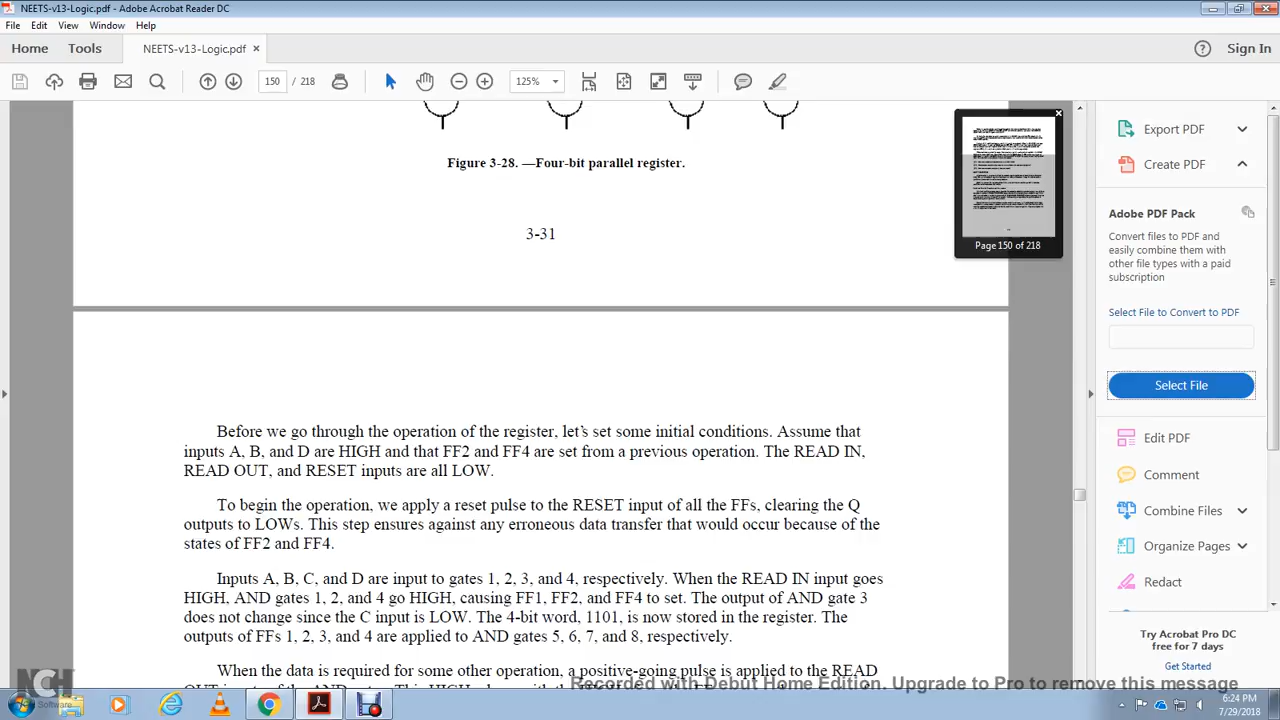 NEETS-v13-Logic.pdf - Adobe Acrobat Reader DC
File Edit View Window Help
Home Tools NEETS-v13-Logic.pdf × Sign In
150 / 218 125%
Figure 3-28. —Four-bit parallel register.
3-31
Page 150 of 218
Before we go through the operation of the register, let’s set some initial conditions. Assume that
inputs A, B, and D are HIGH and that FF2 and FF4 are set from a previous operation. The READ IN,
READ OUT, and RESET inputs are all LOW.
To begin the operation, we apply a reset pulse to the RESET input of all the FFs, clearing the Q
outputs to LOWs. This step ensures against any erroneous data transfer that would occur because of the
states of FF2 and FF4.
Inputs A, B, C, and D are input to gates 1, 2, 3, and 4, respectively. When the READ IN input goes
HIGH, AND gates 1, 2, and 4 go HIGH, causing FF1, FF2, and FF4 to set. The output of AND gate 3
does not change since the C input is LOW. The 4-bit word, 1101, is now stored in the register. The
outputs of FFs 1, 2, 3, and 4 are applied to AND gates 5, 6, 7, and 8, respectively.
When the data is required for some other operation, a positive-going pulse is applied to the READ
Export PDF
Create PDF
Adobe PDF Pack
Convert files to PDF and
easily combine them with
other file types with a paid
subscription
Select File to Convert to PDF
Select File
Edit PDF
Comment
Combine Files
Organize Pages
Redact
Try Acrobat Pro DC
free for 7 days
Get Started
Recorded with Debut Home Edition. Upgrade to Pro to remove this message
NCH
Software
6:24 PM
7/29/2018